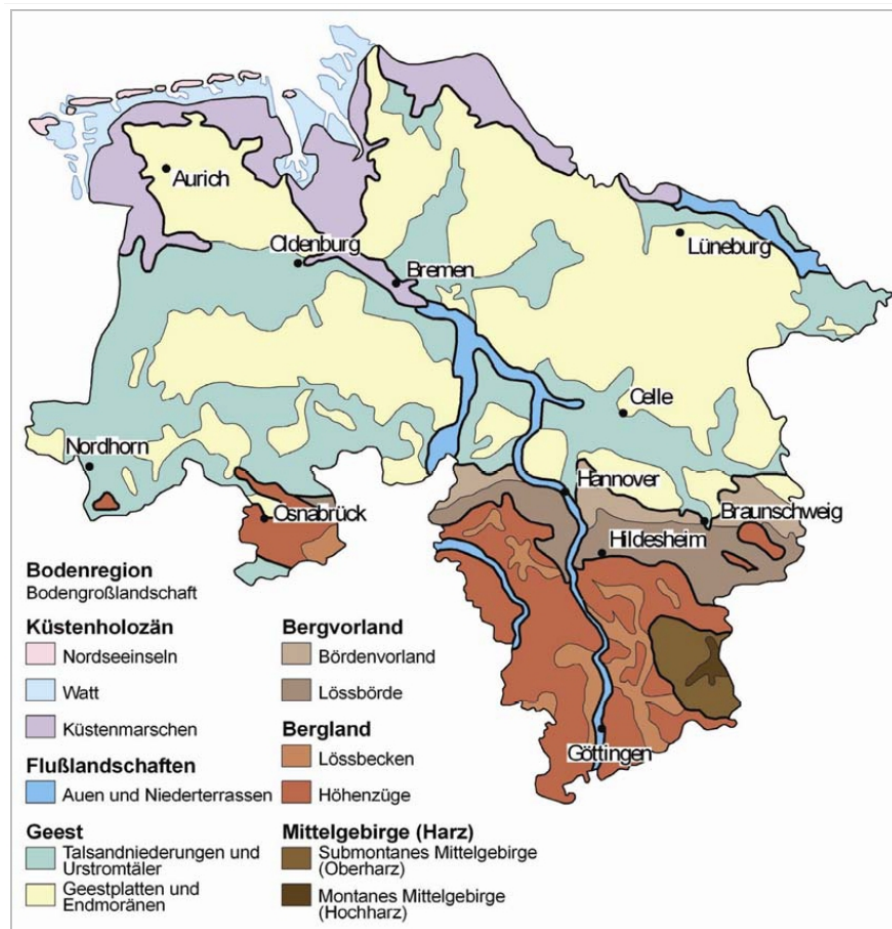 Aurich
Oldenburg
Bremen
Lüneburg
Celle
Nordhorn
Hannover
Osnabrück
Braunschweig
Hildesheim
Göttingen
Bodenregion
Bodengroßlandschaft
Küstenholozän
Nordseeinseln
Watt
Küstenmarschen
Flußlandschaften
Auen und Niederterrassen
Geest
Talsandniederungen und
Urstromtäler
Geestplatten und
Endmoränen
Bergvorland
Bördenvorland
Lössbörde
Bergland
Lössbecken
Höhenzüge
Mittelgebirge (Harz)
Submontanes Mittelgebirge
(Oberharz)
Montanes Mittelgebirge
(Hochharz)